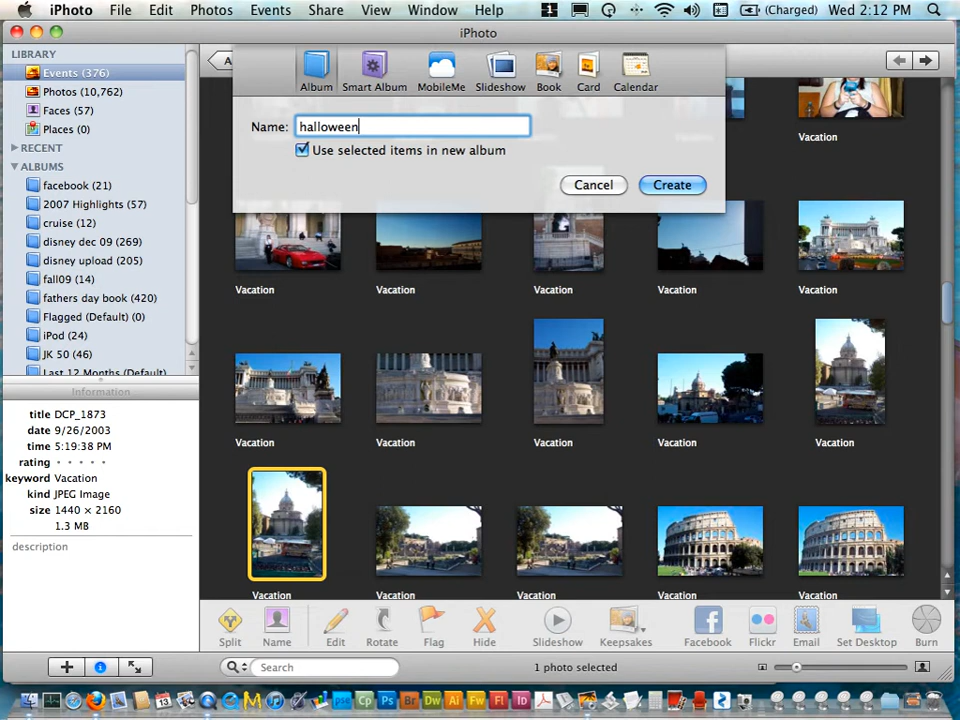 iPhoto File Edit Photos Events Share View Window Help (Charged) Wed 2:12 PM
iPhoto
LIBRARY
Events (376)
Photos (10,762)
Faces (57)
Places (0)
RECENT
ALBUMS
facebook (21)
2007 Highlights (57)
cruise (12)
disney dec 09 (269)
disney upload (205)
fall09 (14)
fathers day book (420)
Flagged (Default) (0)
iPod (24)
JK 50 (46)
Last 12 Months (Default)
Information
title DCP_1873
date 9/26/2003
time 5:19:38 PM
rating
keyword Vacation
kind JPEG Image
size 1440 × 2160
1.3 MB
description
A
Album Smart Album MobileMe Slideshow Book Card Calendar
Name: halloween
Use selected items in new album
Cancel Create
Vacation
Vacation Vacation Vacation Vacation Vacation
Vacation Vacation Vacation Vacation Vacation
Vacation Vacation Vacation Vacation Vacation
Split Name Edit Rotate Flag Hide Slideshow Keepsakes Facebook Flickr Email Set Desktop Burn
Search
1 photo selected